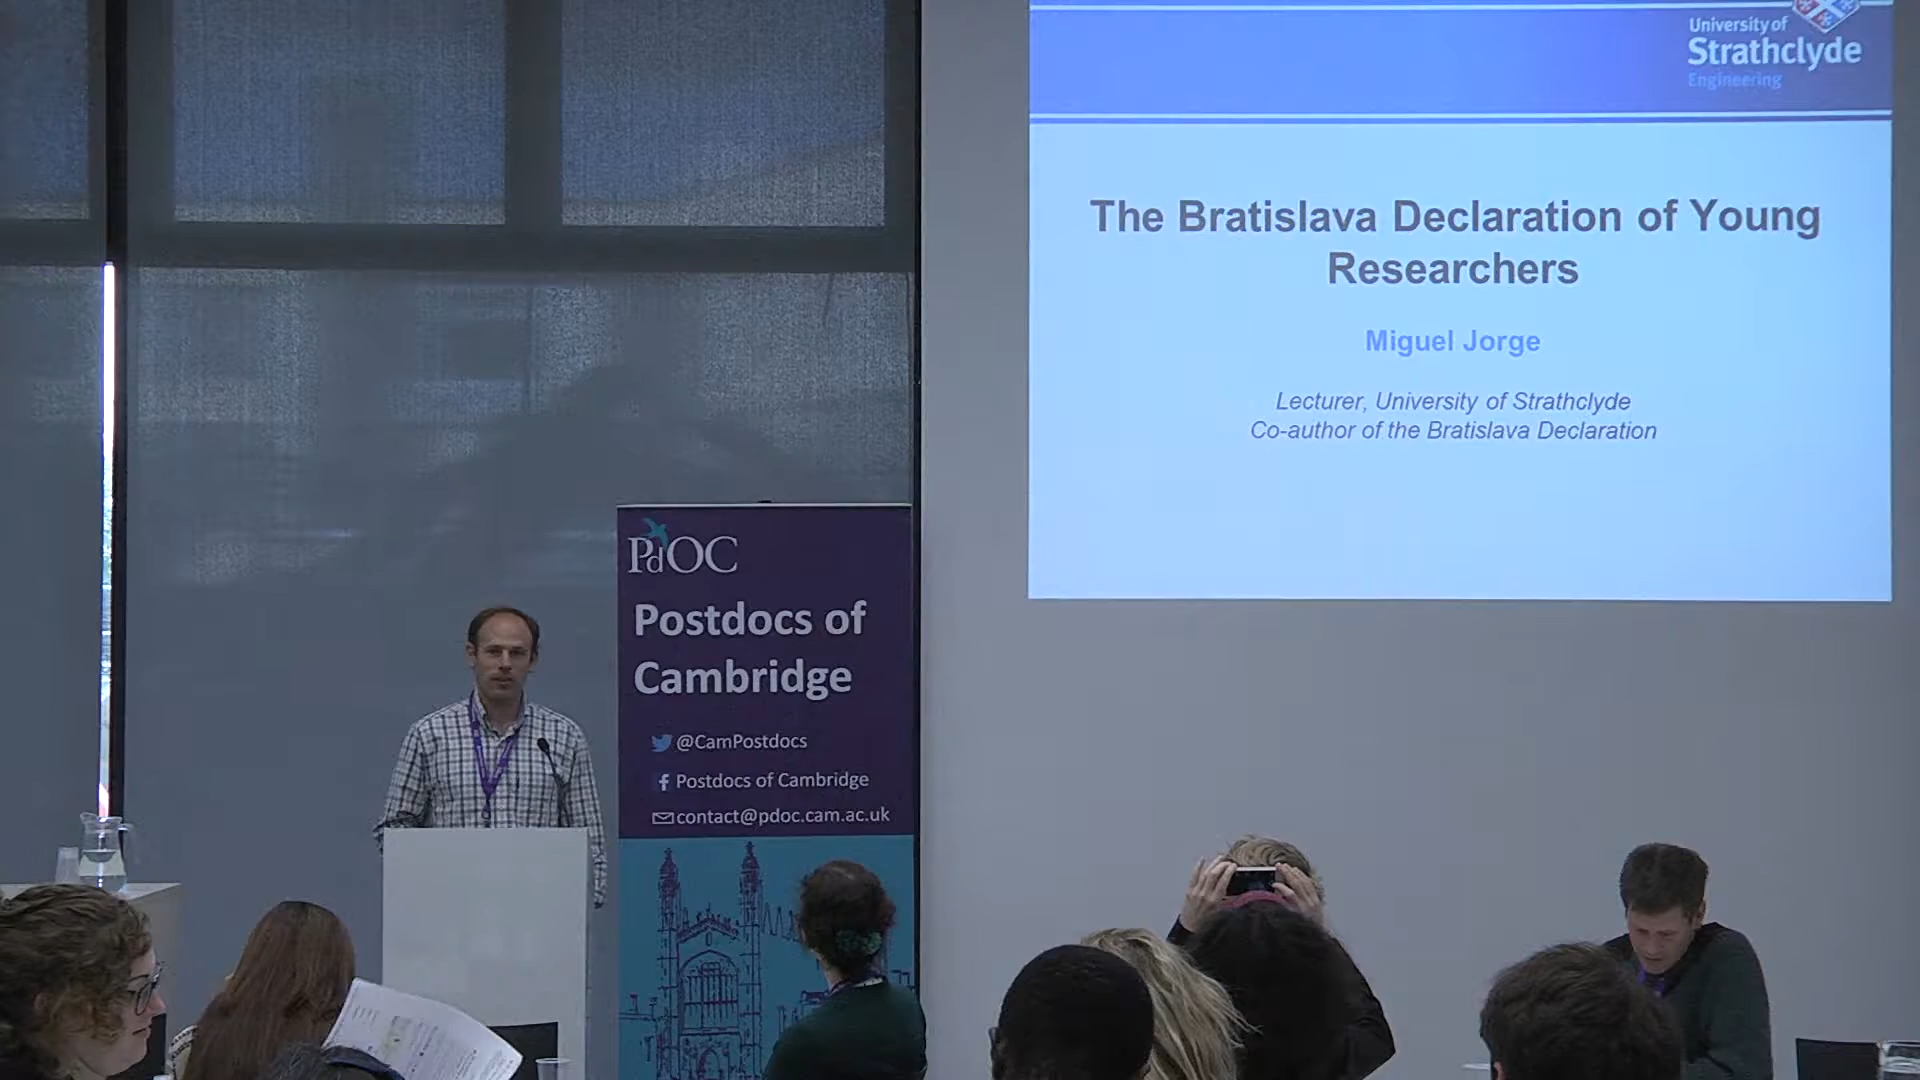 University of
Strathclyde
Engineering
The Bratislava Declaration of Young
Researchers
Miguel Jorge
Lecturer, University of Strathclyde
Co-author of the Bratislava Declaration
PdOC
Postdocs of
Cambridge
@CamPostdocs
Postdocs of Cambridge
contact@pdoc.cam.ac.uk